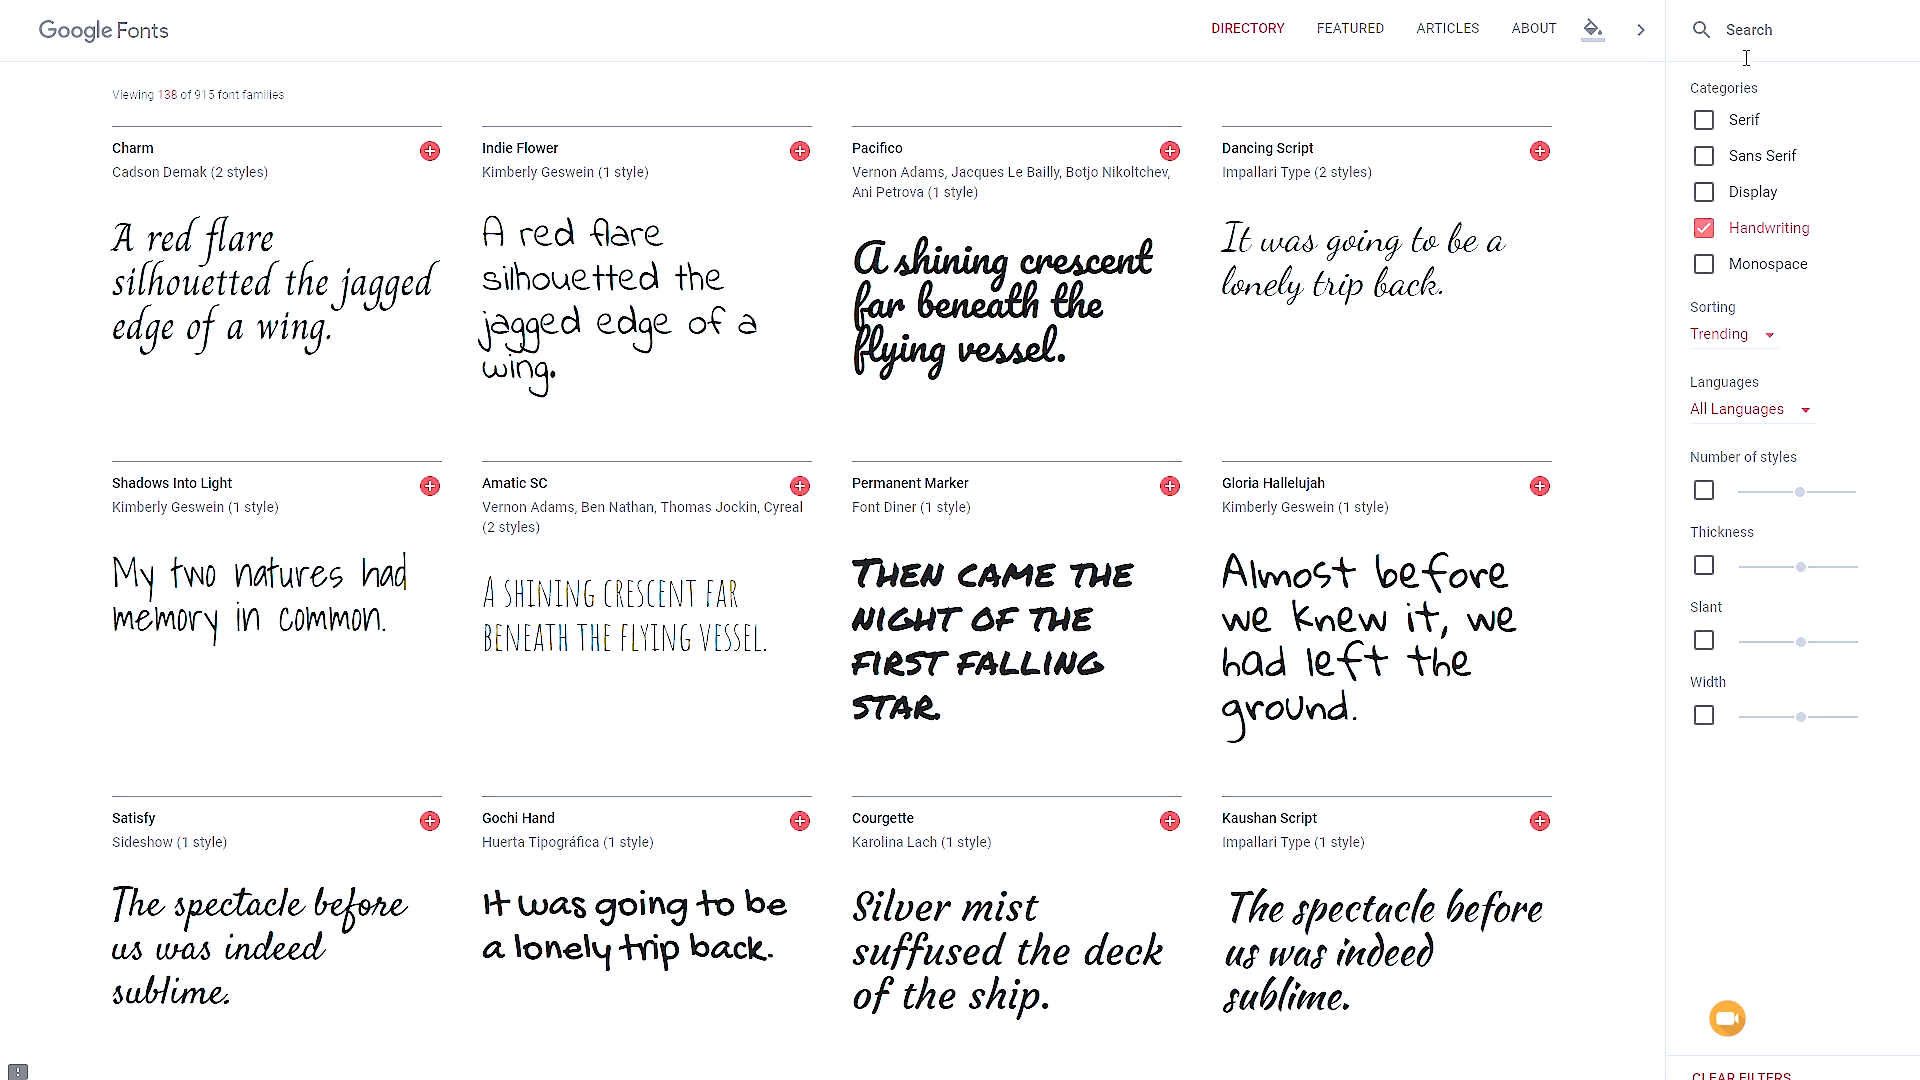 Google Fonts
DIRECTORY
FEATURED
ARTICLES
ABOUT
Search
Viewing 138 of 915 font families
Charm
Cadson Demak (2 styles)
A red flare
silhouetted the jagged
edge of a wing.
Indie Flower
Kimberly Geswein (1 style)
A red flare
silhouetted the
jagged edge of a
wing.
Pacifico
Vernon Adams, Jacques Le Bailly, Botjo Nikoltchev,
Ani Petrova (1 style)
A shining crescent
far beneath the
flying vessel.
Dancing Script
Impallari Type (2 styles)
It was going to be a
lonely trip back.
Shadows Into Light
Kimberly Geswein (1 style)
My two natures had
memory in common.
Amatic SC
Vernon Adams, Ben Nathan, Thomas Jockin, Cyreal
(2 styles)
A shining crescent far
beneath the flying vessel.
Permanent Marker
Font Diner (1 style)
Then came the
night of the
first falling
star.
Gloria Hallelujah
Kimberly Geswein (1 style)
Almost before
we knew it, we
had left the
ground.
Satisfy
Sideshow (1 style)
The spectacle before
us was indeed
sublime.
Gochi Hand
Huerta Tipográfica (1 style)
It was going to be
a lonely trip back.
Courgette
Karolina Lach (1 style)
Silver mist
suffused the deck
of the ship.
Kaushan Script
Impallari Type (1 style)
The spectacle before
us was indeed
sublime.
Categories
Serif
Sans Serif
Display
Handwriting
Monospace
Sorting
Trending
Languages
All Languages
Number of styles
Thickness
Slant
Width
CLEAR FILTERS